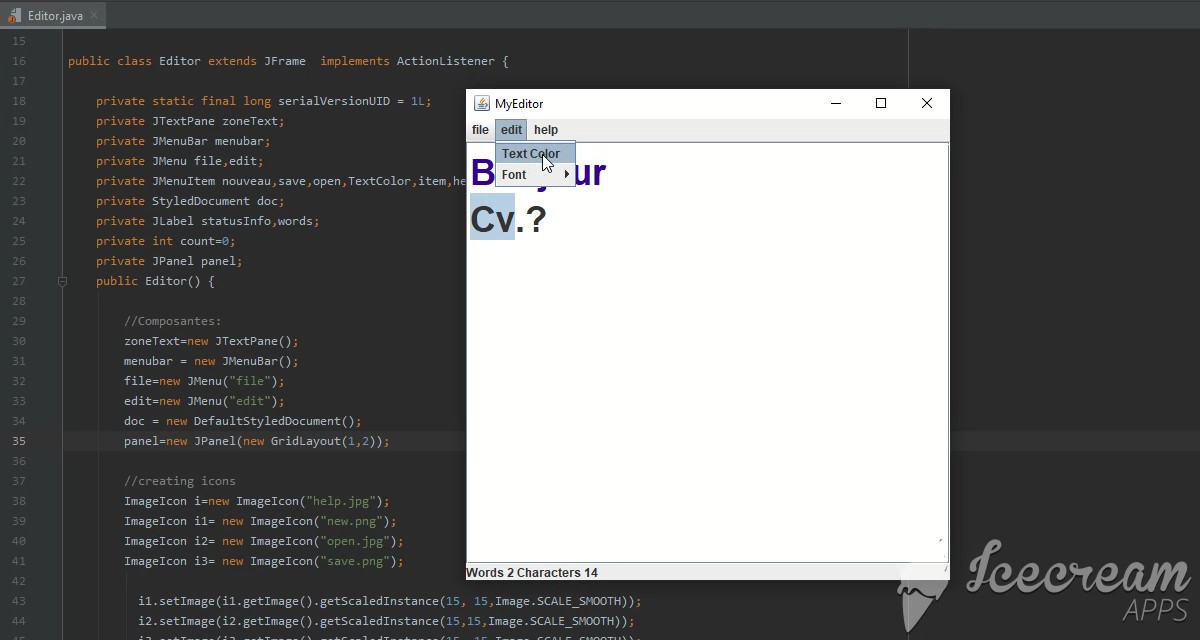 Editor.java
15
16 public class Editor extends JFrame  implements ActionListener {
17
18 private static final long serialVersionUID = 1L;
19 private JTextPane zoneText;
20 private JMenuBar menubar;
21 private JMenu file,edit;
22 private JMenuItem nouveau,save,open,TextColor,item,he
23 private StyledDocument doc;
24 private JLabel statusInfo,words;
25 private int count=0;
26 private JPanel panel;
27 public Editor() {
28
29 //Composantes:
30 zoneText=new JTextPane();
31 menubar = new JMenuBar();
32 file=new JMenu("file");
33 edit=new JMenu("edit");
34 doc = new DefaultStyledDocument();
35 panel=new JPanel(new GridLayout(1,2));
36
37 //creating icons
38 ImageIcon i=new ImageIcon("help.jpg");
39 ImageIcon i1= new ImageIcon("new.png");
40 ImageIcon i2= new ImageIcon("open.jpg");
41 ImageIcon i3= new ImageIcon("save.png");
42
43 i1.setImage(i1.getImage().getScaledInstance(15, 15,Image.SCALE_SMOOTH));
44 i2.setImage(i2.getImage().getScaledInstance(15,15,Image.SCALE_SMOOTH));
MyEditor
file edit help
Text Color
Font
Cv.?
Words 2 Characters 14
Icecream
APPS